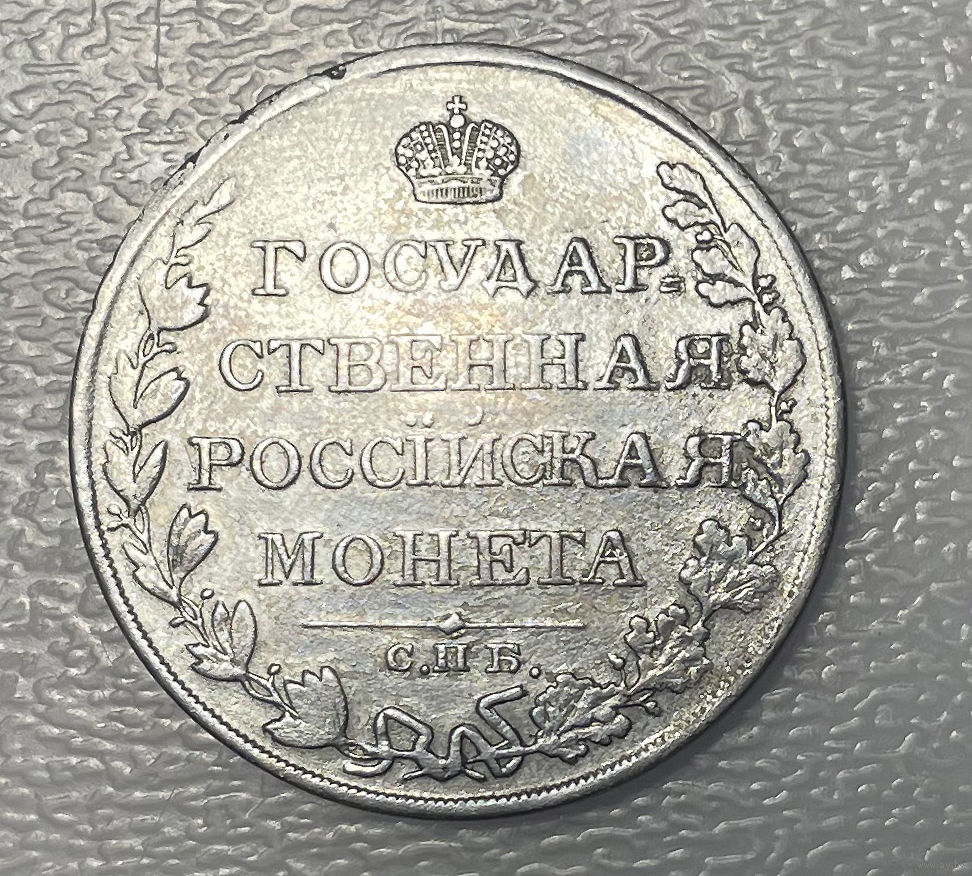 ГОСУДАР=
СТВЕННАЯ
РОССІЙСКАЯ
МОНЕТА
С.П Б.